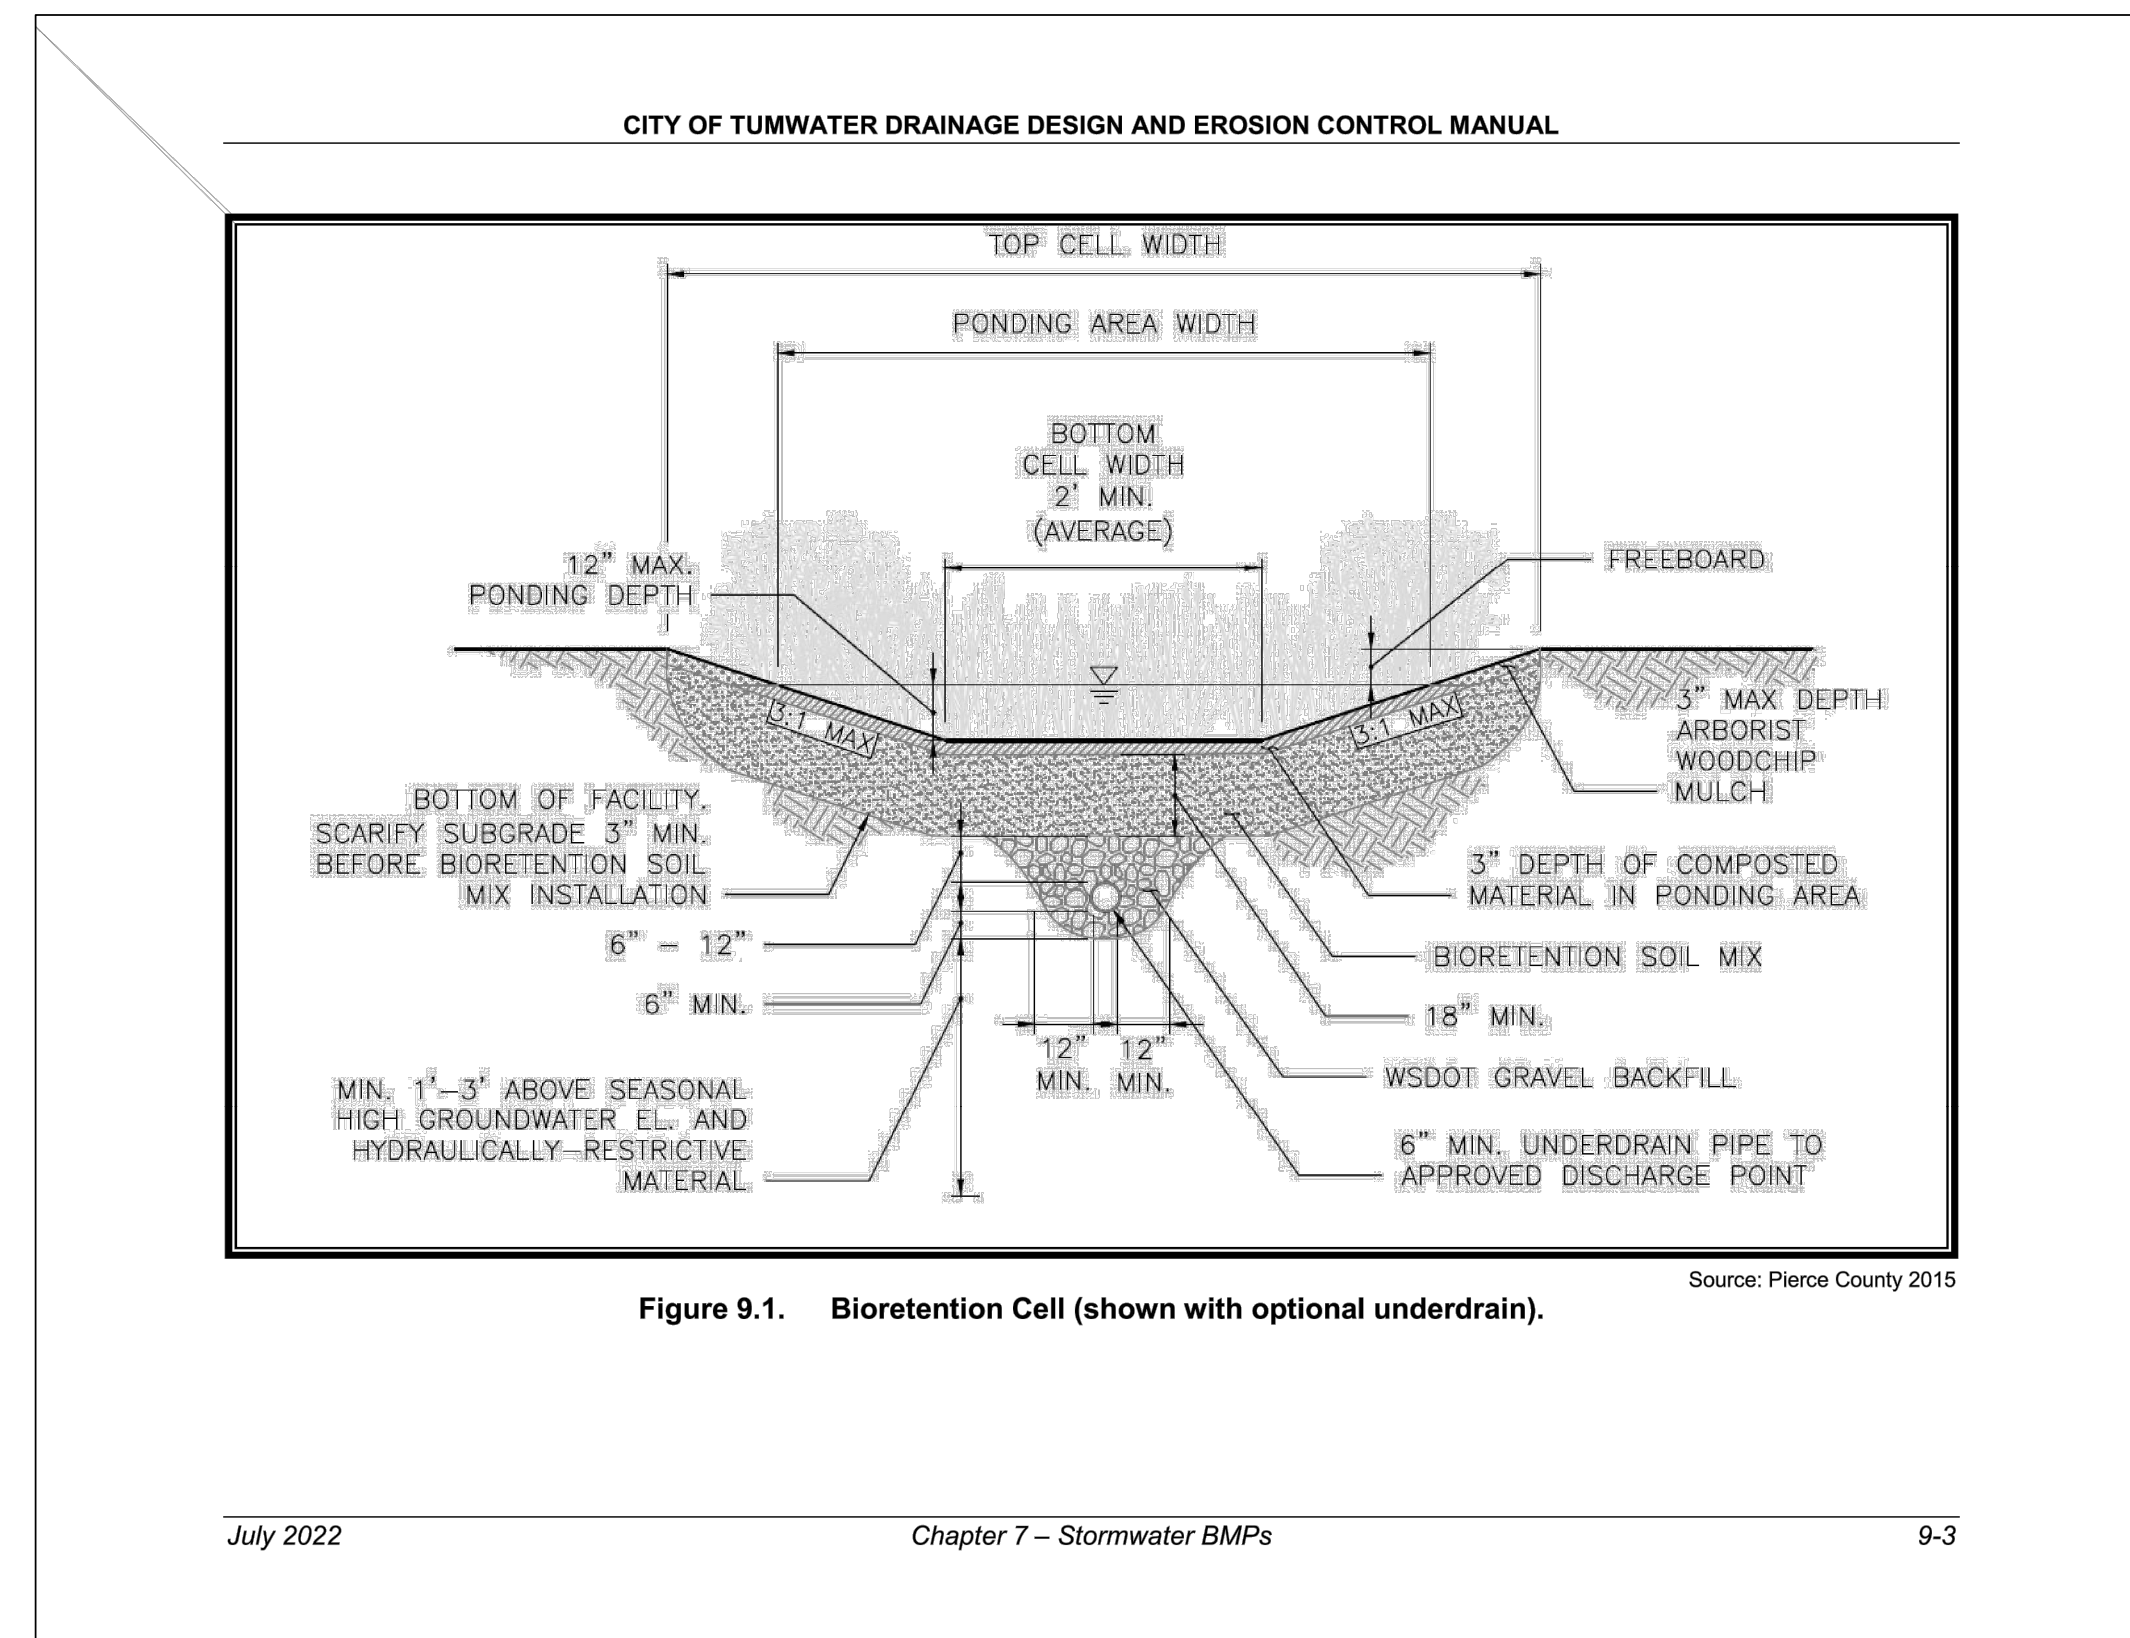 CITY OF TUMWATER DRAINAGE DESIGN AND EROSION CONTROL MANUAL
TOP CELL WIDTH
PONDING AREA WIDTH
BOTTOM
CELL WIDTH
2' MIN.
(AVERAGE)
12" MAX.
PONDING DEPTH
FREEBOARD
3:1 MAX
3:1 MAX
3" MAX DEPTH
ARBORIST
WOODCHIP
MULCH
BOTTOM OF FACILITY.
SCARIFY SUBGRADE 3" MIN.
BEFORE BIORETENTION SOIL
MIX INSTALLATION
3" DEPTH OF COMPOSTED
MATERIAL IN PONDING AREA
6" – 12"
BIORETENTION SOIL MIX
6" MIN.
18" MIN.
12"
MIN.
12"
MIN.
WSDOT GRAVEL BACKFILL
MIN. 1'–3' ABOVE SEASONAL
HIGH GROUNDWATER EL. AND
HYDRAULICALLY–RESTRICTIVE
MATERIAL
6" MIN. UNDERDRAIN PIPE TO
APPROVED DISCHARGE POINT
Source: Pierce County 2015
Figure 9.1. Bioretention Cell (shown with optional underdrain).
July 2022 Chapter 7 – Stormwater BMPs 9-3